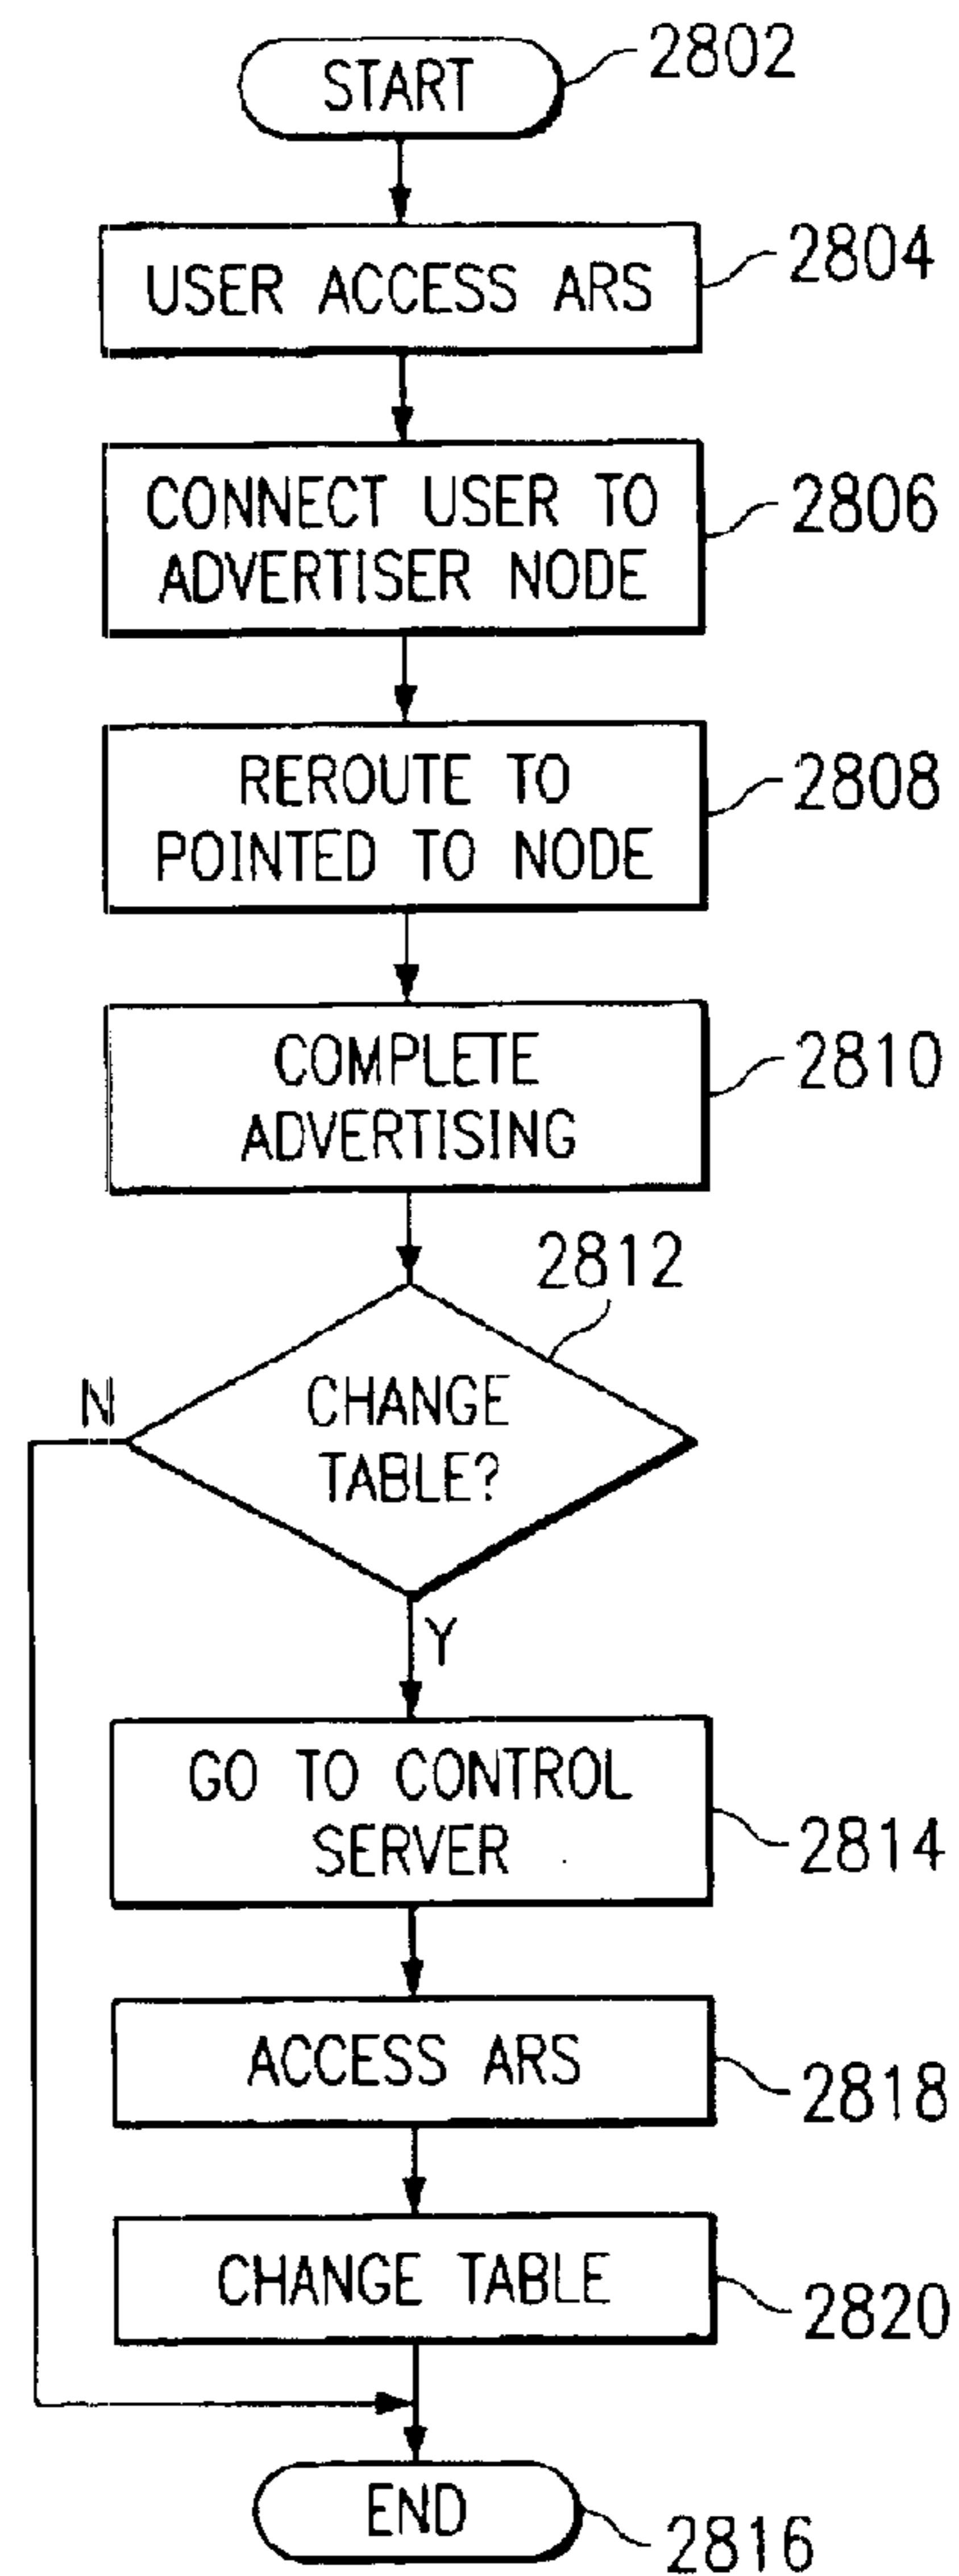 START
2802
USER ACCESS ARS
2804
CONNECT USER TO
ADVERTISER NODE
2806
REROUTE TO
POINTED TO NODE
2808
COMPLETE
ADVERTISING
2810
2812
CHANGE
TABLE?
N
Y
GO TO CONTROL
SERVER
2814
ACCESS ARS
2818
CHANGE TABLE
2820
END
2816